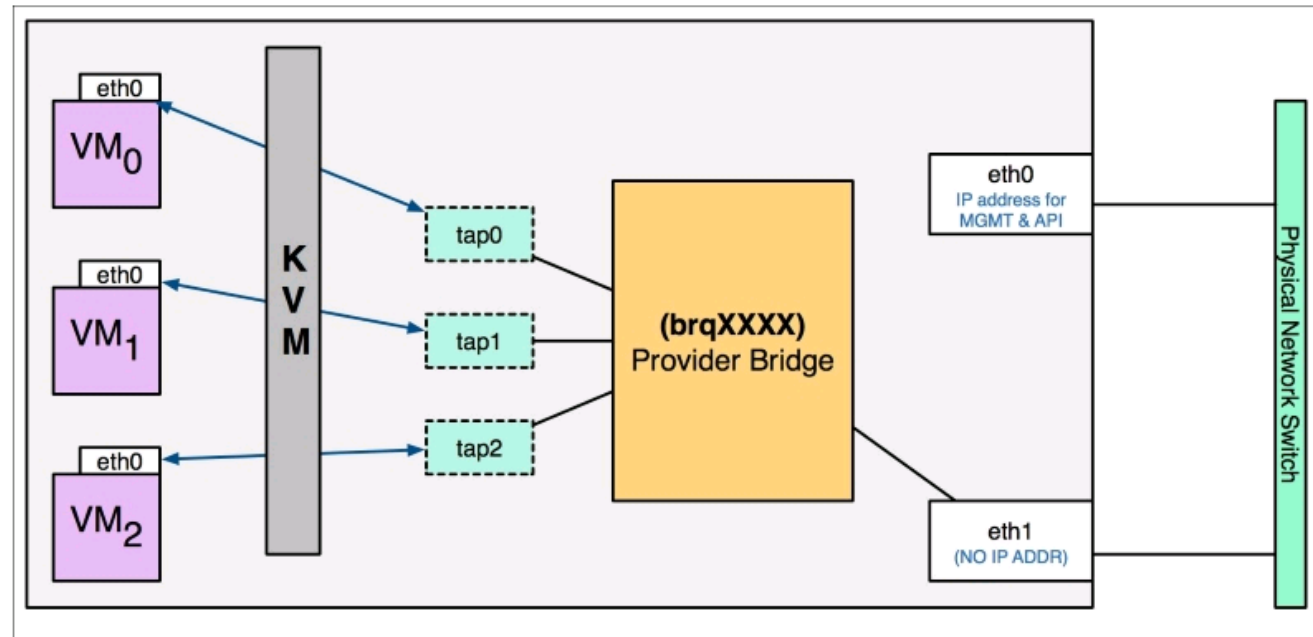 eth0
VM0
eth0
VM1
eth0
VM2
K
V
M
tap0
tap1
tap2
(brqXXXX)
Provider Bridge
eth0
IP address for
MGMT & API
eth1
(NO IP ADDR)
Physical Network Switch